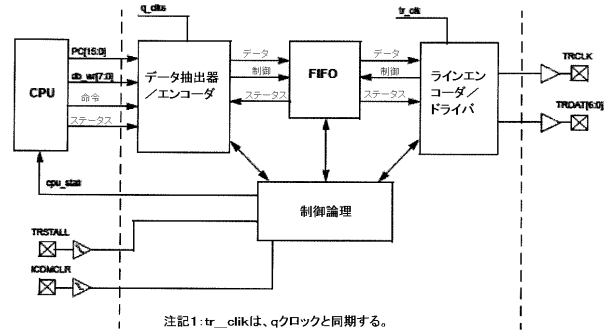 q_clks
tr_clk
PC[15:0]
db_wr[7:0]
命令
ステータス
CPU
データ抽出器
／エンコーダ
データ
制御
ステータス
FIFO
データ
制御
ステータス
ラインエン
コーダ／
ドライバ
TRCLK
TRDAT[6:0]
cpu_stat
制御論理
TRSTALL
ICDMCLR
注記1:tr＿clikは、qクロックと同期する。